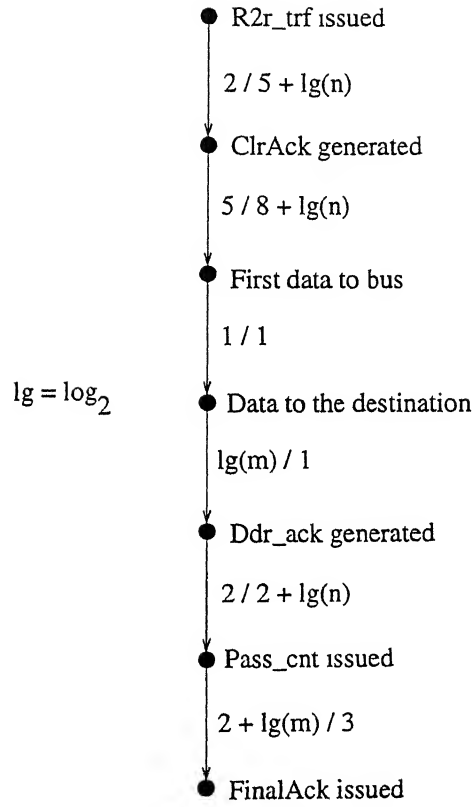 R2r_trf issued
2 / 5 + lg(n)
ClrAck generated
5 / 8 + lg(n)
First data to bus
1 / 1
lg = log2
Data to the destination
lg(m) / 1
Ddr_ack generated
2 / 2 + lg(n)
Pass_cnt issued
2 + lg(m) / 3
FinalAck issued